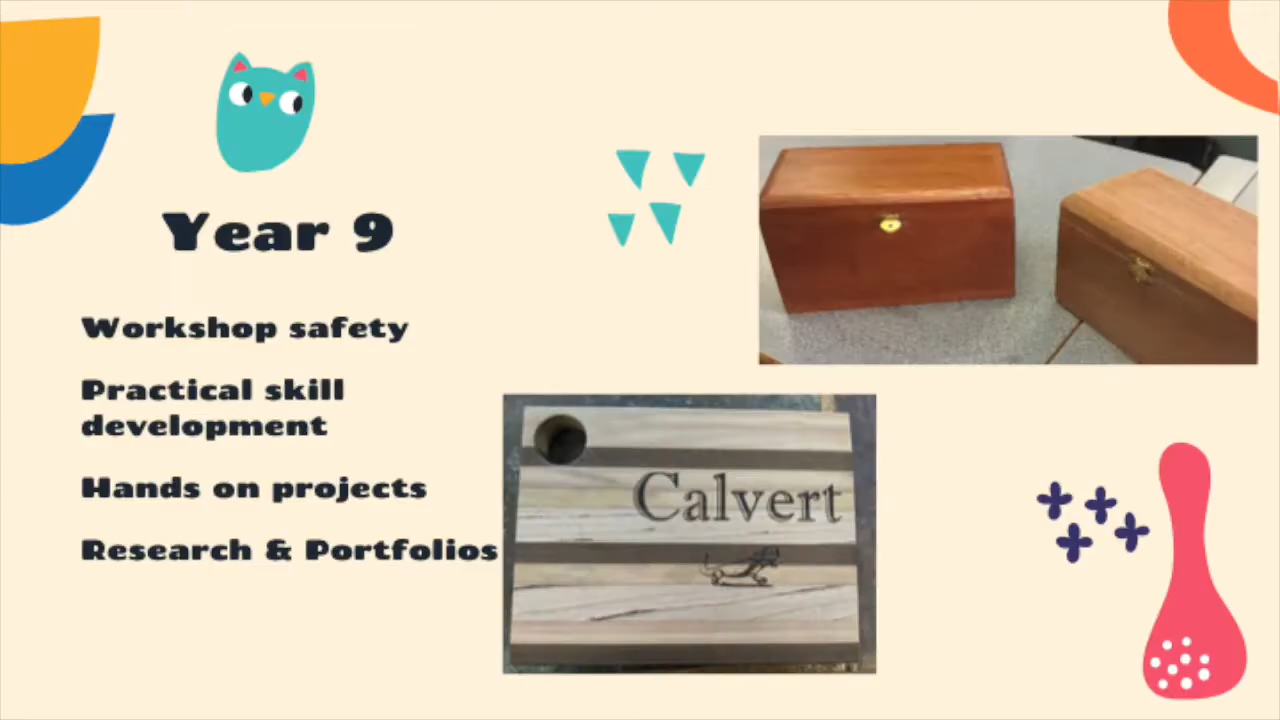 Year 9
Workshop safety
Practical skill
development
Hands on projects
Research & Portfolios
Calvert